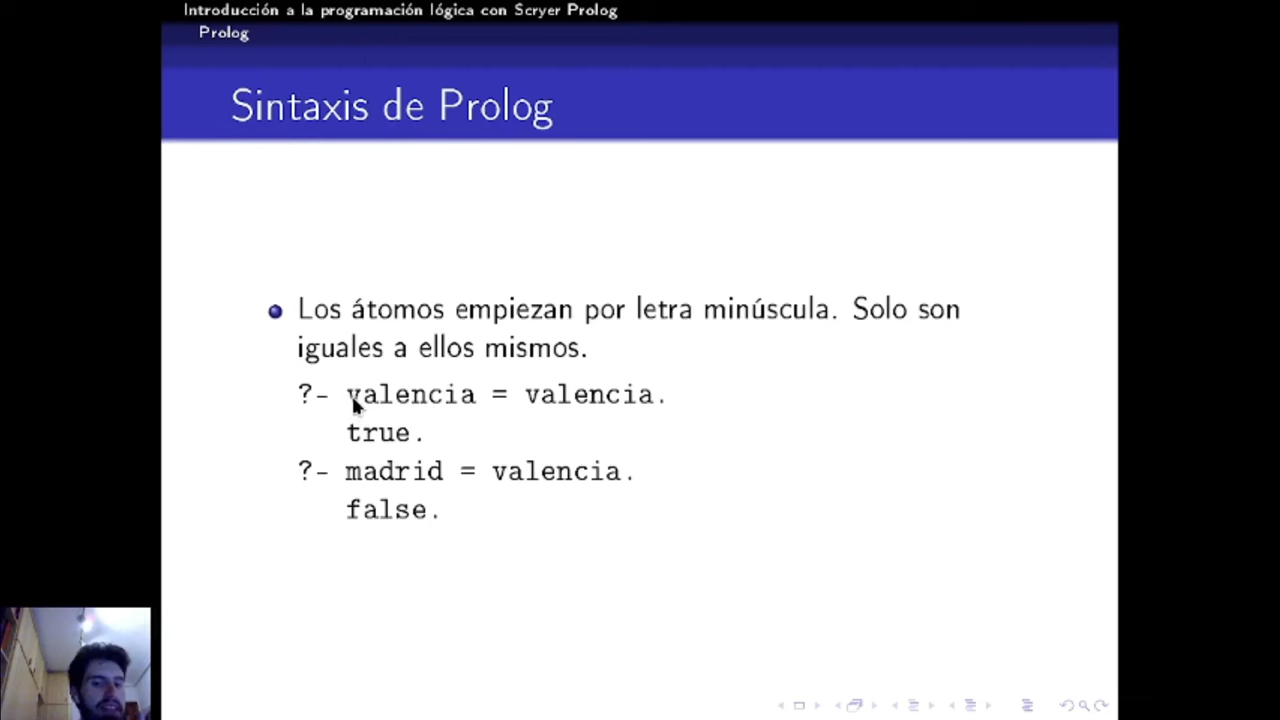 Introducción a la programación lógica con Scryer Prolog
Prolog
Sintaxis de Prolog
Los átomos empiezan por letra minúscula. Solo son
iguales a ellos mismos.
?- valencia = valencia.
true.
?- madrid = valencia.
false.